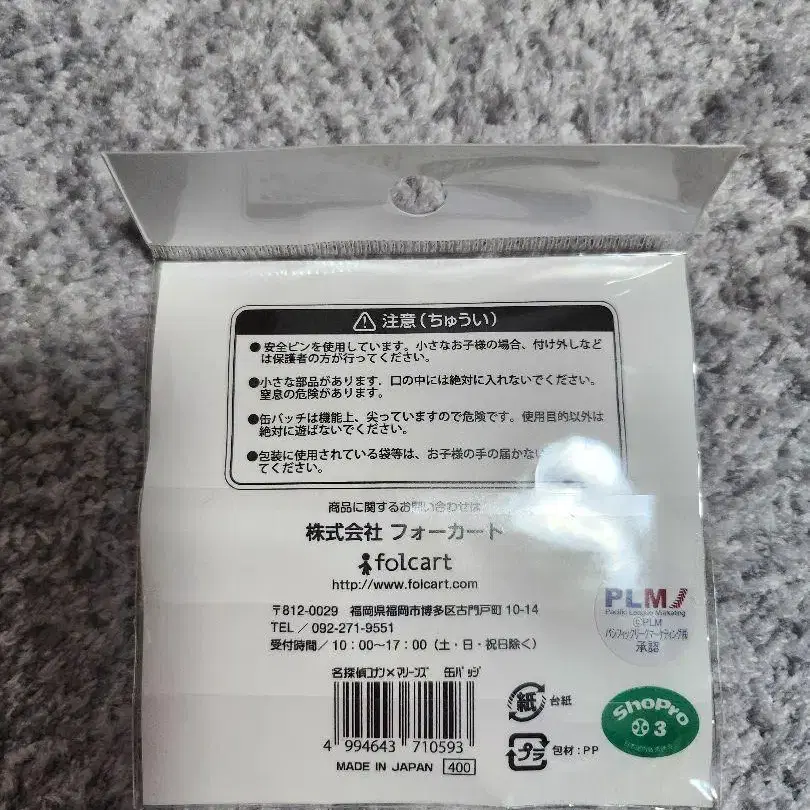 注意(ちゅうい)
●安全ピンを使用しています。小さなお子様の場合、付け外しなど
は保護者の方が行ってください。
●小さな部品があります。口の中には絶対に入れないでください。
窒息の危険があります。
●缶バッチは機能上、尖っていますので危険です。使用目的以外は
絶対に遊ばないでください。
●包装に使用されている袋等は、お子様の手の届かない
てください。
商品に関するお問い合わせは
株式会社 フォーカート
folcart
http://www.folcart.com
〒812-0029 福岡県福岡市博多区古門戸町 10-14
TEL/ 092-271-9551
受付時間/ 10:00~17:00 (土・日・祝日除く)
PLM
Pacific League Marketing
©PLM
パシフィックリーグマーケティング㈱
承認
名探偵コナン×マリーンズ 缶バッジ
4 994643 710593
MADE IN JAPAN 400
紙 台紙
プラ 包材:PP
ShoPro
3